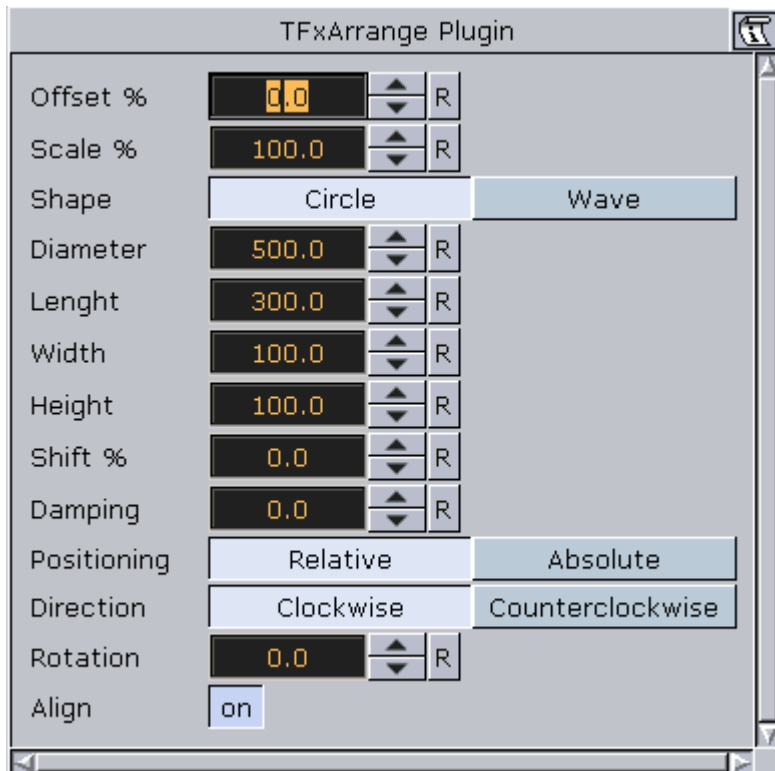 TFxArrange Plugin
Offset % 0.0 R
Scale % 100.0 R
Shape Circle Wave
Diameter 500.0 R
Lenght 300.0 R
Width 100.0 R
Height 100.0 R
Shift % 0.0 R
Damping 0.0 R
Positioning Relative Absolute
Direction Clockwise Counterclockwise
Rotation 0.0 R
Align on